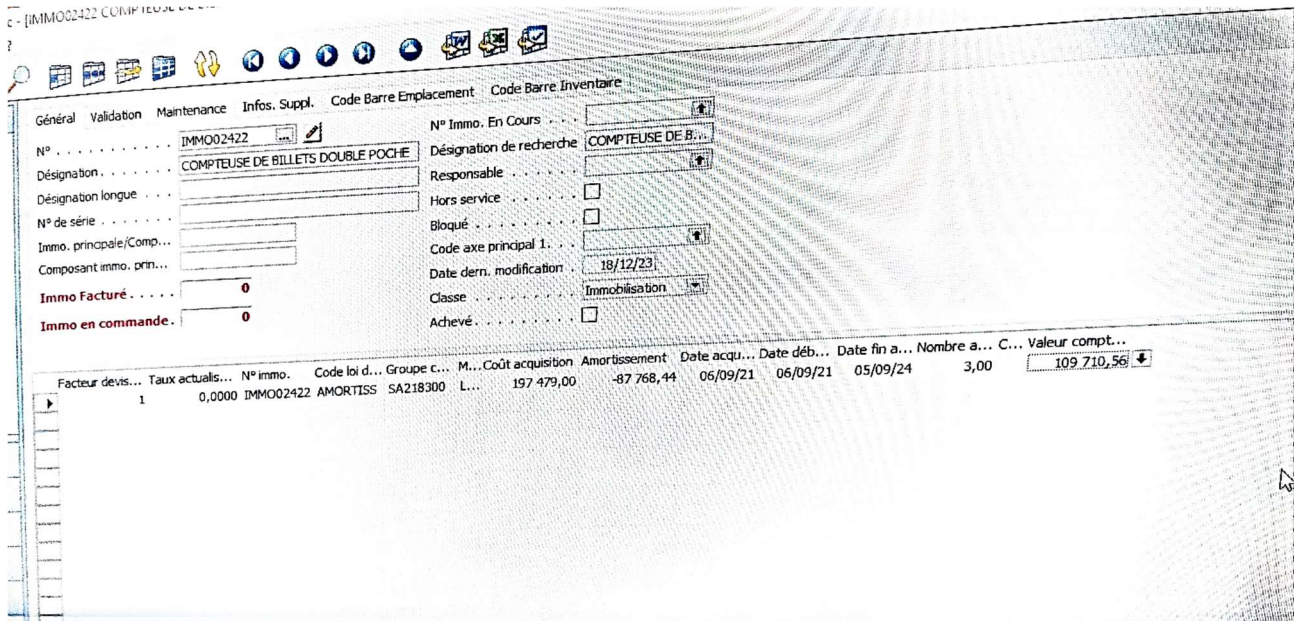 c - [IMMO02422 COMPTEUSE DE
?
Général Validation Maintenance Infos. Suppl. Code Barre Emplacement Code Barre Inventaire
N° . . . . . . . . . . . IMMO02422 ...
Désignation. . . . . . . COMPTEUSE DE BILLETS DOUBLE POCHE
Désignation longue . . .
N° de série . . . . . . .
Immo. principale/Comp...
Composant immo. prin...
Immo Facturé . . . . . 0
Immo en commande . 0
N° Immo. En Cours . . .
Désignation de recherche COMPTEUSE DE B...
Responsable . . . . . . .
Hors service . . . . . . .
Bloqué . . . . . . . . . .
Code axe principal 1. . .
Date dern. modification . 18/12/23
Classe . . . . . . . . . . Immobilisation
Achevé. . . . . . . . . .
Facteur devis... Taux actualis... N° immo. Code loi d... Groupe c... M... Coût acquisition Amortissement Date acqu... Date déb... Date fin a... Nombre a... C... Valeur compt...
1 0,0000 IMMO02422 AMORTISS SA218300 L... 197 479,00 -87 768,44 06/09/21 06/09/21 05/09/24 3,00 109 710,56